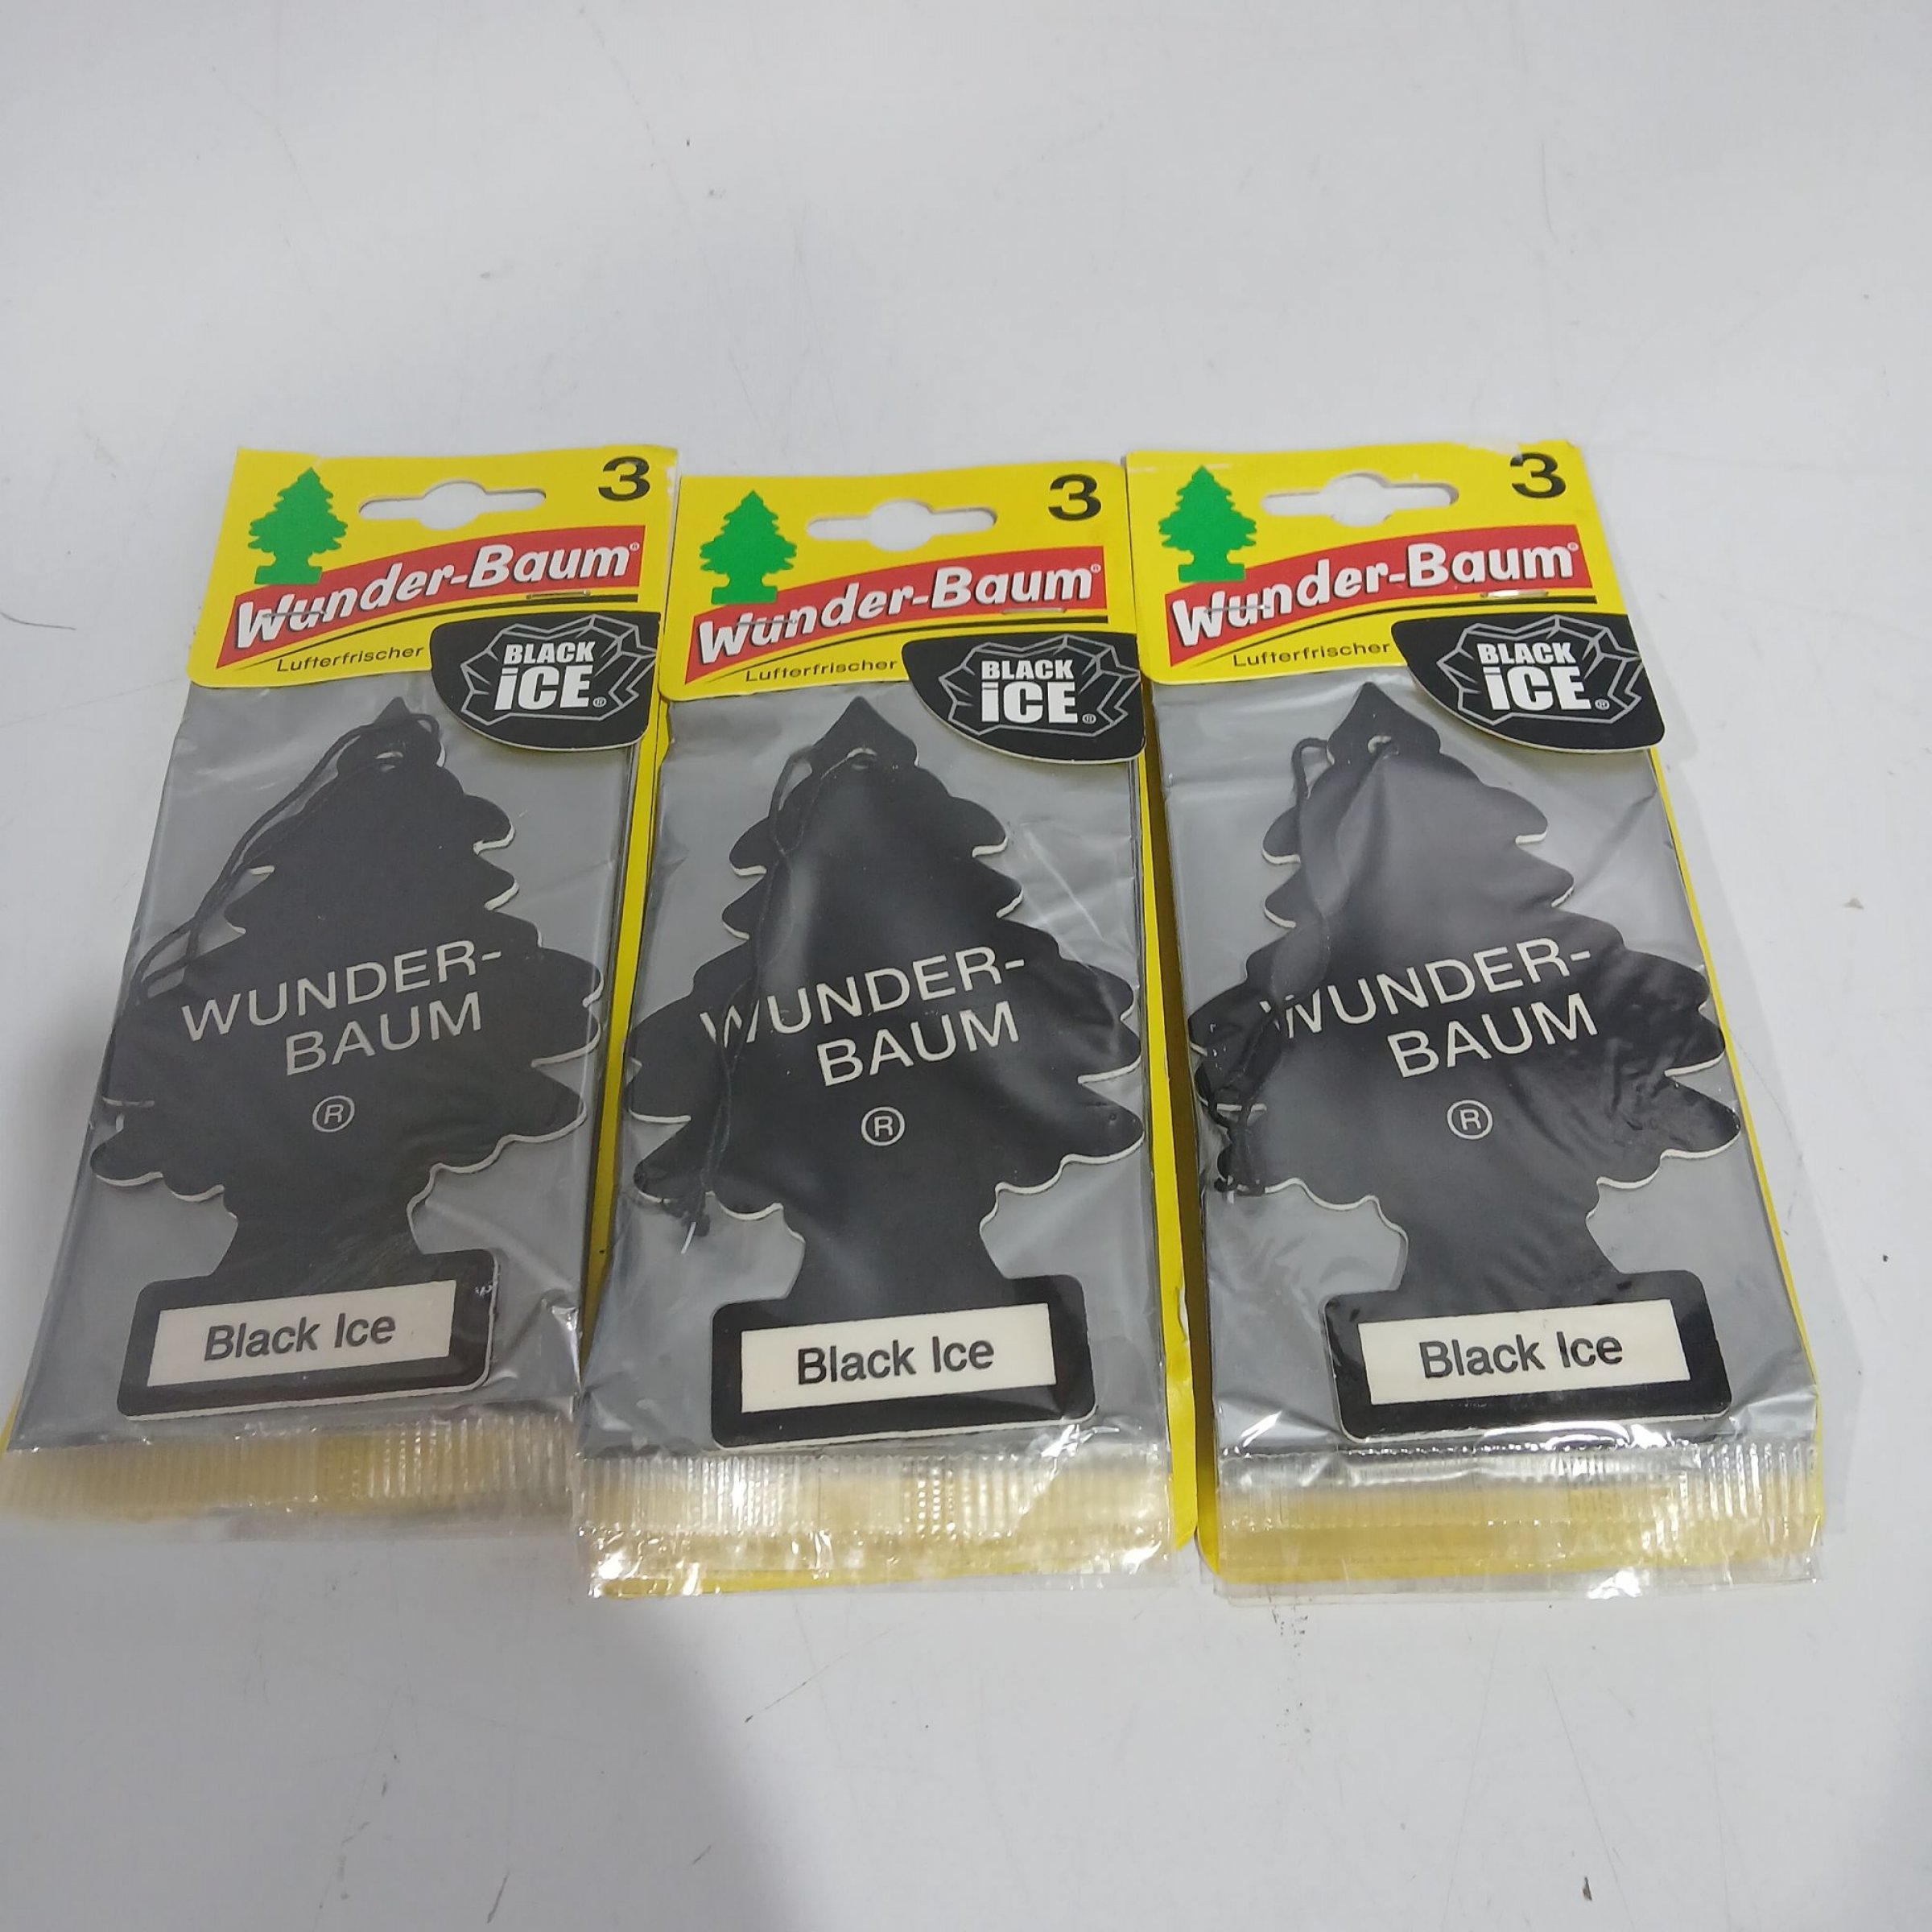 3
Wunder-Baum®
Lufterfrischer
BLACK
iCE®
WUNDER-
BAUM
®
Black Ice
3
Wunder-Baum®
Lufterfrischer
BLACK
iCE®
WUNDER-
BAUM
®
Black Ice
3
Wunder-Baum®
Lufterfrischer
BLACK
iCE®
WUNDER-
BAUM
®
Black Ice